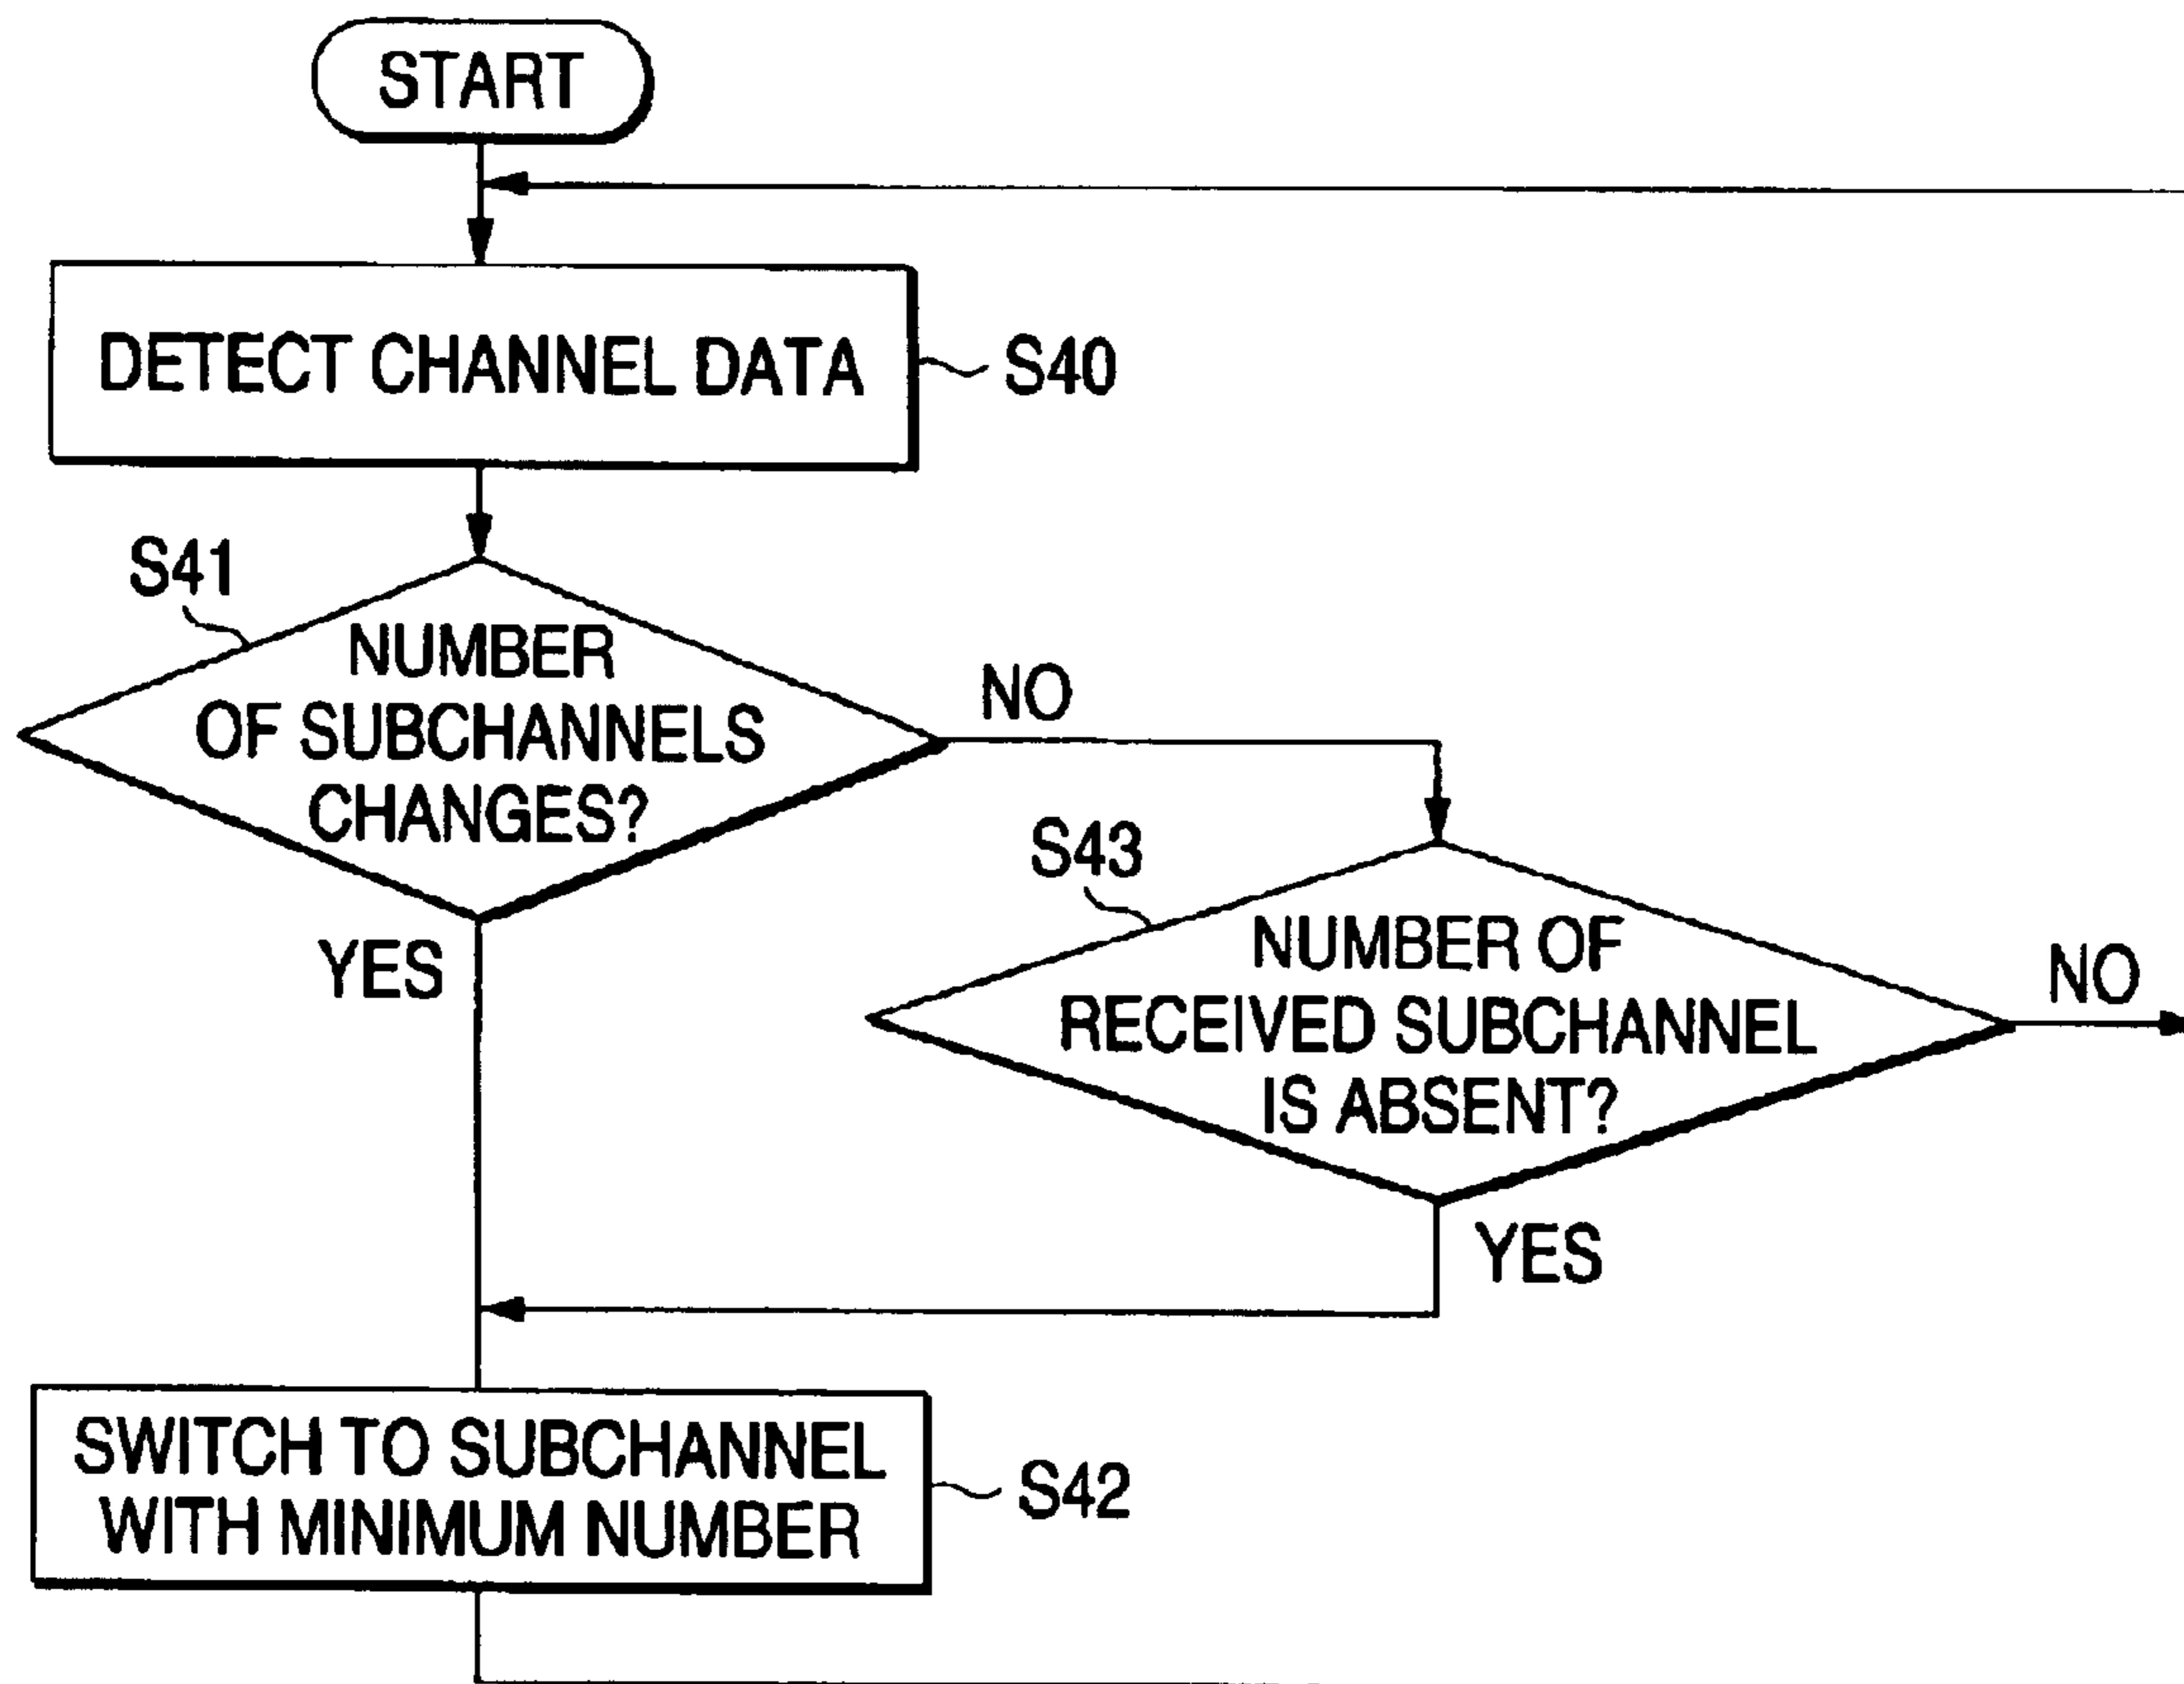 START
DETECT CHANNEL DATA
S40
S41
NUMBER
OF SUBCHANNELS
CHANGES?
NO
YES
S43
NUMBER OF
RECEIVED SUBCHANNEL
IS ABSENT?
NO
YES
SWITCH TO SUBCHANNEL
WITH MINIMUM NUMBER
S42